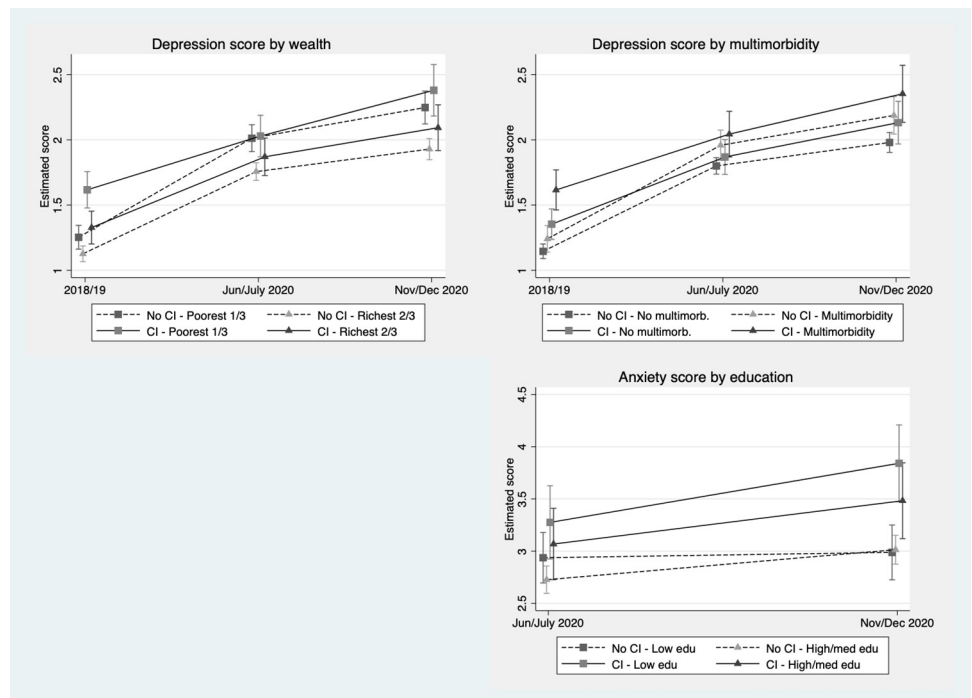 Depression score by wealth
Estimated score
2.5
2
1.5
1
2018/19
Jun/July 2020
Nov/Dec 2020
No CI - Poorest 1/3
No CI - Richest 2/3
CI - Poorest 1/3
CI - Richest 2/3
Depression score by multimorbidity
Estimated score
2.5
2
1.5
1
2018/19
Jun/July 2020
Nov/Dec 2020
No CI - No multimorb.
No CI - Multimorbidity
CI - No multimorb.
CI - Multimorbidity
Anxiety score by education
Estimated score
4.5
4
3.5
3
2.5
Jun/July 2020
Nov/Dec 2020
No CI - Low edu
No CI - High/med edu
CI - Low edu
CI - High/med edu